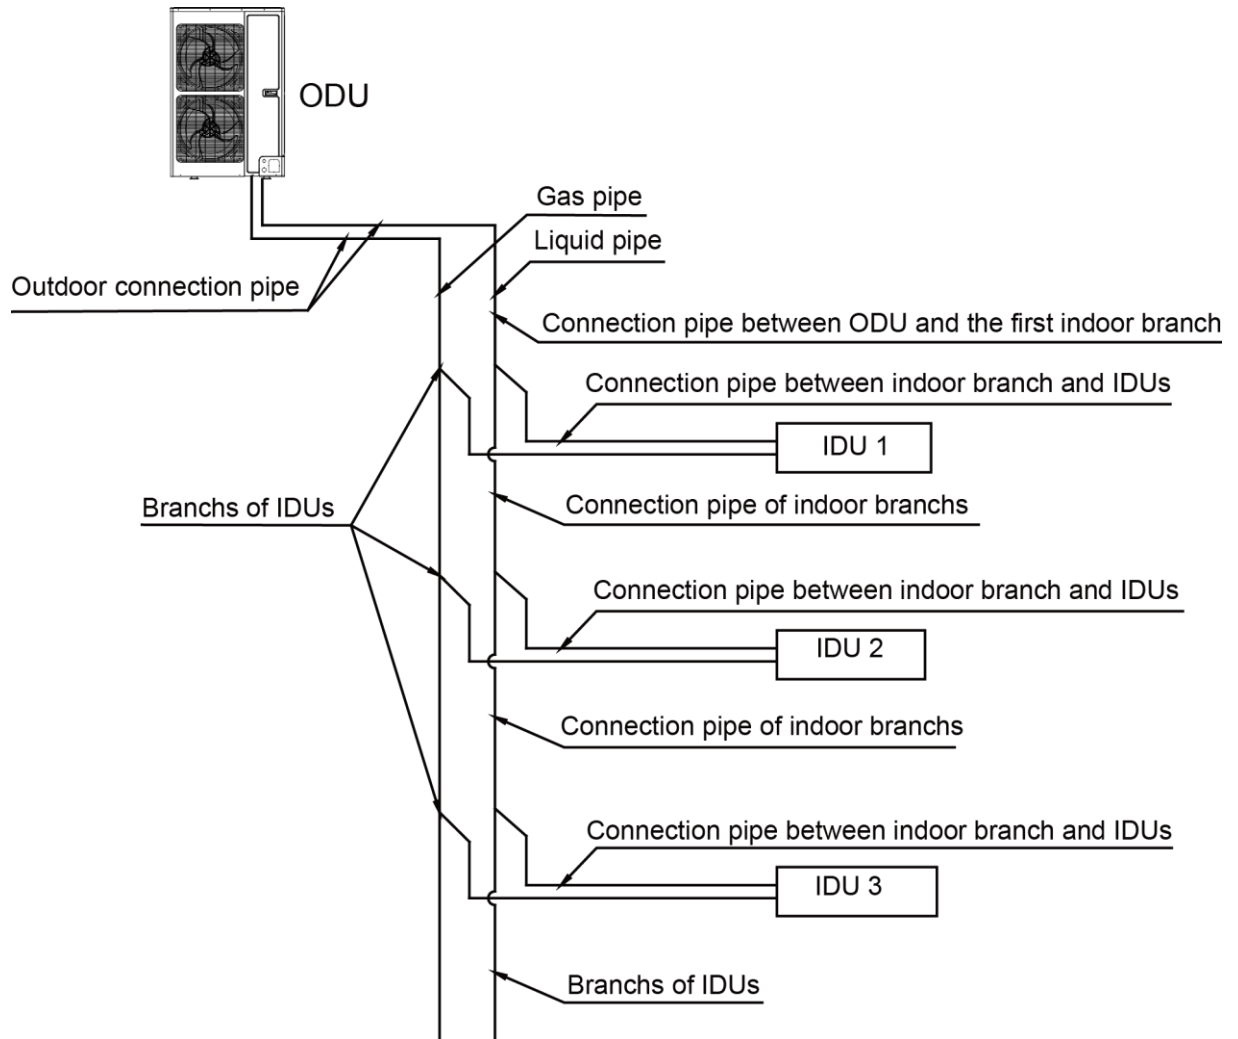 ODU
Gas pipe
Liquid pipe
Outdoor connection pipe
Connection pipe between ODU and the first indoor branch
Connection pipe between indoor branch and IDUs
IDU 1
Branchs of IDUs
Connection pipe of indoor branchs
Connection pipe between indoor branch and IDUs
IDU 2
Connection pipe of indoor branchs
Connection pipe between indoor branch and IDUs
IDU 3
Branchs of IDUs